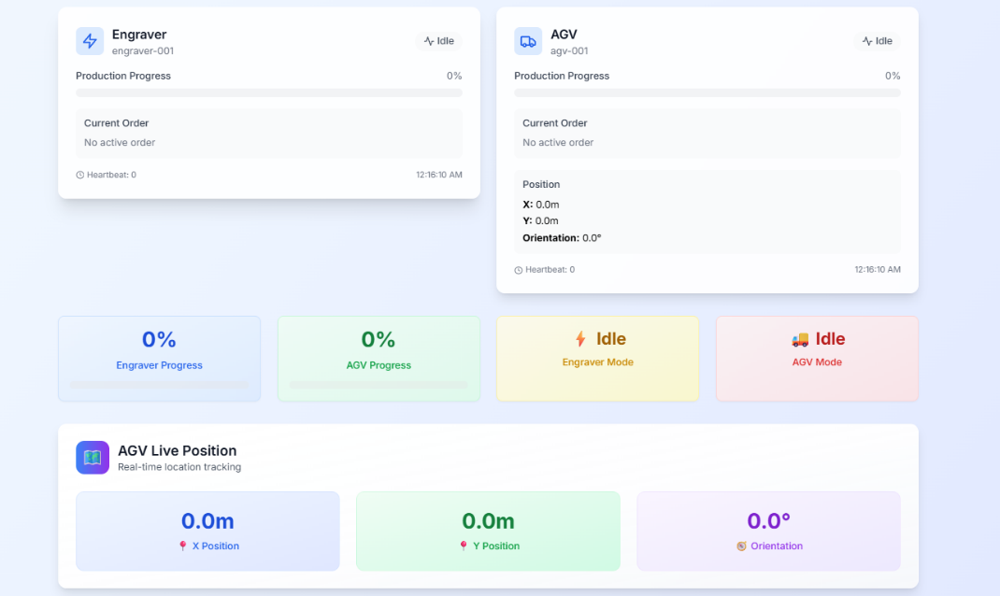 Engraver
engraver-001
Idle
Production Progress
0%
Current Order
No active order
Heartbeat: 0
12:16:10 AM
AGV
agv-001
Idle
Production Progress
0%
Current Order
No active order
Position
X: 0.0m
Y: 0.0m
Orientation: 0.0°
Heartbeat: 0
12:16:10 AM
0%
Engraver Progress
0%
AGV Progress
Idle
Engraver Mode
Idle
AGV Mode
AGV Live Position
Real-time location tracking
0.0m
X Position
0.0m
Y Position
0.0°
Orientation